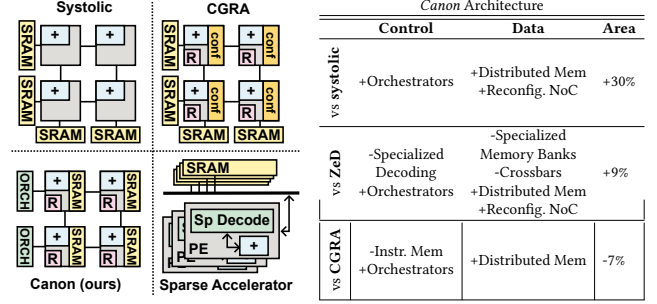 Systolic
SRAM
+
+
SRAM
+
+
SRAM
SRAM
CGRA
SRAM
+
R
conf
+
R
conf
SRAM
+
R
conf
+
R
conf
SRAM
SRAM
ORCH
+
R
SRAM
+
R
SRAM
ORCH
+
R
SRAM
+
R
SRAM
Canon (ours)
SRAM
Sp Decode
+
PE
PE
Sparse Accelerator
Canon Architecture
Control Data Area
vs systolic
+Orchestrators
+Distributed Mem
+Reconfig. NoC
+30%
vs ZeD
-Specialized
Decoding
+Orchestrators
-Specialized
Memory Banks
-Crossbars
+Distributed Mem
+Reconfig. NoC
+9%
vs CGRA
-Instr. Mem
+Orchestrators
+Distributed Mem
-7%